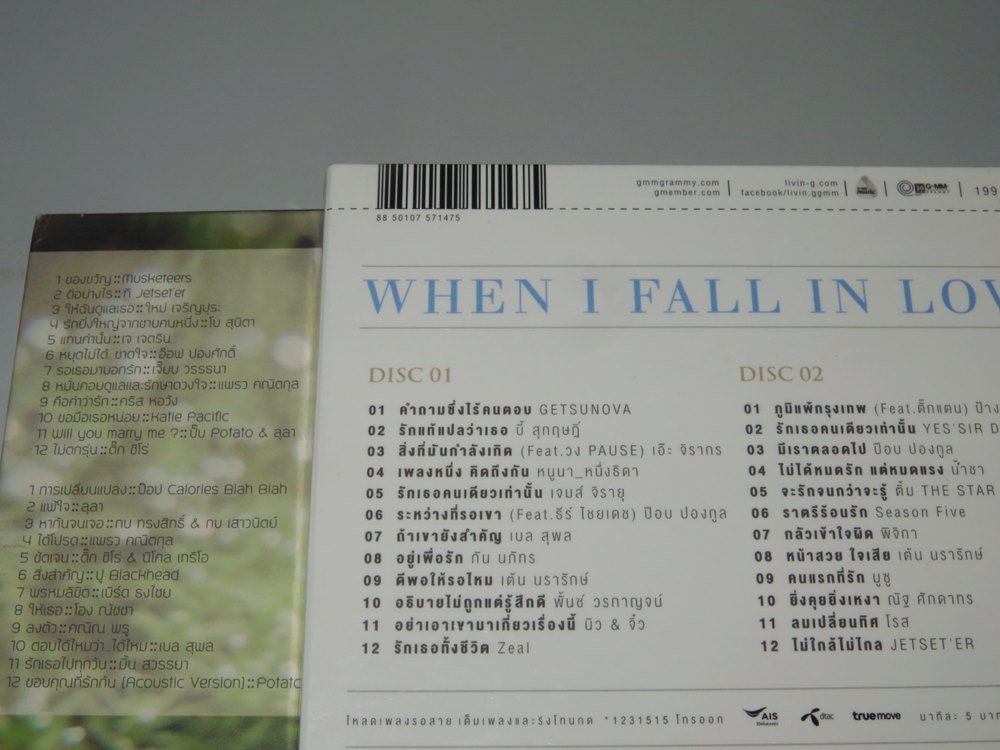 1 ของขวัญ::Musketeers
2 ดีอย่างไร::ที Jetset'er
3 ให้ฉันดูแลเธอ::ใหม่ เจริญปุระ
4 รักยิ่งใหญ่จากชายคนหนึ่ง::โบ สุนิตา
5 แทนคำนั้น::เจ เจตริน
6 หยุดไม่ได้..ขาดใจ::อ๊อฟ ปองศักดิ์
7 รอเธอมาบอกรัก::เจี๊ยบ วรรธนา
8 หมั่นคอยดูแลและรักษาดวงใจ::แพรว คณิตกุล
9 คือคำว่ารัก::คริส หอวัง
10 ขอมือเธอหน่อย::Katie Pacific
11 Will you marry me ?::ปั๊บ Potato & ลุลา
12 ไม่ตกรุ่น::ตั๊ก ชิโร่
1 การเปลี่ยนแปลง::ป๊อป Calories Blah Blah
2 แพ้ใจ::ลุลา
3 หากันจนเจอ::กบ ทรงสิทธิ์ & กบ เสาวนิตย์
4 ได้โปรด::แพรว คณิตกุล
5 ชัดเจน::ตั๊ก ชิโร่ & นิโคล เทริโอ
6 สิ่งสำคัญ::ปู Blackhead
7 พรหมลิขิต::เบิร์ด ธงไชย
8 ให้เธอ::โอง ณัชชา
9 ลงตัว::คณิณ พรู
10 ตอบได้ไหมว่า..ได้ไหม::เบล สุพล
11 รักเธอไปทุกวัน::มิ้น สวรรยา
12 ขอบคุณที่รักกัน (Acoustic Version)::Potato
88 50107 571475
gmmgrammy.com
gmember.com
livin-g.com
facebook/livin.ggmm
199
WHEN I FALL IN LOV
DISC 01
01 คำถามซึ่งไร้คนตอบ GETSUNOVA
02 รักแท้แปลว่าเธอ บี้ สุกฤษฎิ์
03 สิ่งที่มันกำลังเกิด (Feat.วง PAUSE) เอ๊ะ จิรากร
04 เพลงหนึ่ง คิดถึงกัน หนูนา_หนึ่งธิดา
05 รักเธอคนเดียวเท่านั้น เจมส์ จิรายุ
06 ระหว่างที่รอเขา (Feat.ธีร์ ไชยเดช) ป๊อบ ปองกูล
07 ถ้าเขายังสำคัญ เบล สุพล
08 อยู่เพื่อรัก กัน นภัทร
09 ดีพอให้รอไหม เต้น นรารักษ์
10 อธิบายไม่ถูกแต่รู้สึกดี พั้นช์ วรกาญจน์
11 อย่าเอาเขามาเกี่ยวเรื่องนี้ นิว & จิ๋ว
12 รักเธอทั้งชีวิต Zeal
DISC 02
01 ภูมิแพ้กรุงเทพ (Feat.ตั๊กแตน) ป้าง
02 รักเธอคนเดียวเท่านั้น YES'SIR D
03 มีเราตลอดไป ป๊อบ ปองกูล
04 ไม่ได้หมดรัก แต่หมดแรง น้ำชา
05 จะรักจนกว่าจะรู้ ตั้ม THE STAR
06 ราตรีร้อนรัก Season Five
07 กลัวเข้าใจผิด พิจิกา
08 หน้าสวย ใจเสีย เต้น นรารักษ์
09 คนแรกที่รัก มูซู
10 ยิ่งคุยยิ่งเหงา ณัฐ ศักดาทร
11 ลมเปลี่ยนทิศ โรส
12 ไม่ใกล้ไม่ไกล JETSET'ER
โหลดเพลงรอสาย เต็มเพลงและริงโทนกด *1231515 โทรออก
AIS
dtac
truemove
นาทีละ 5 บาท